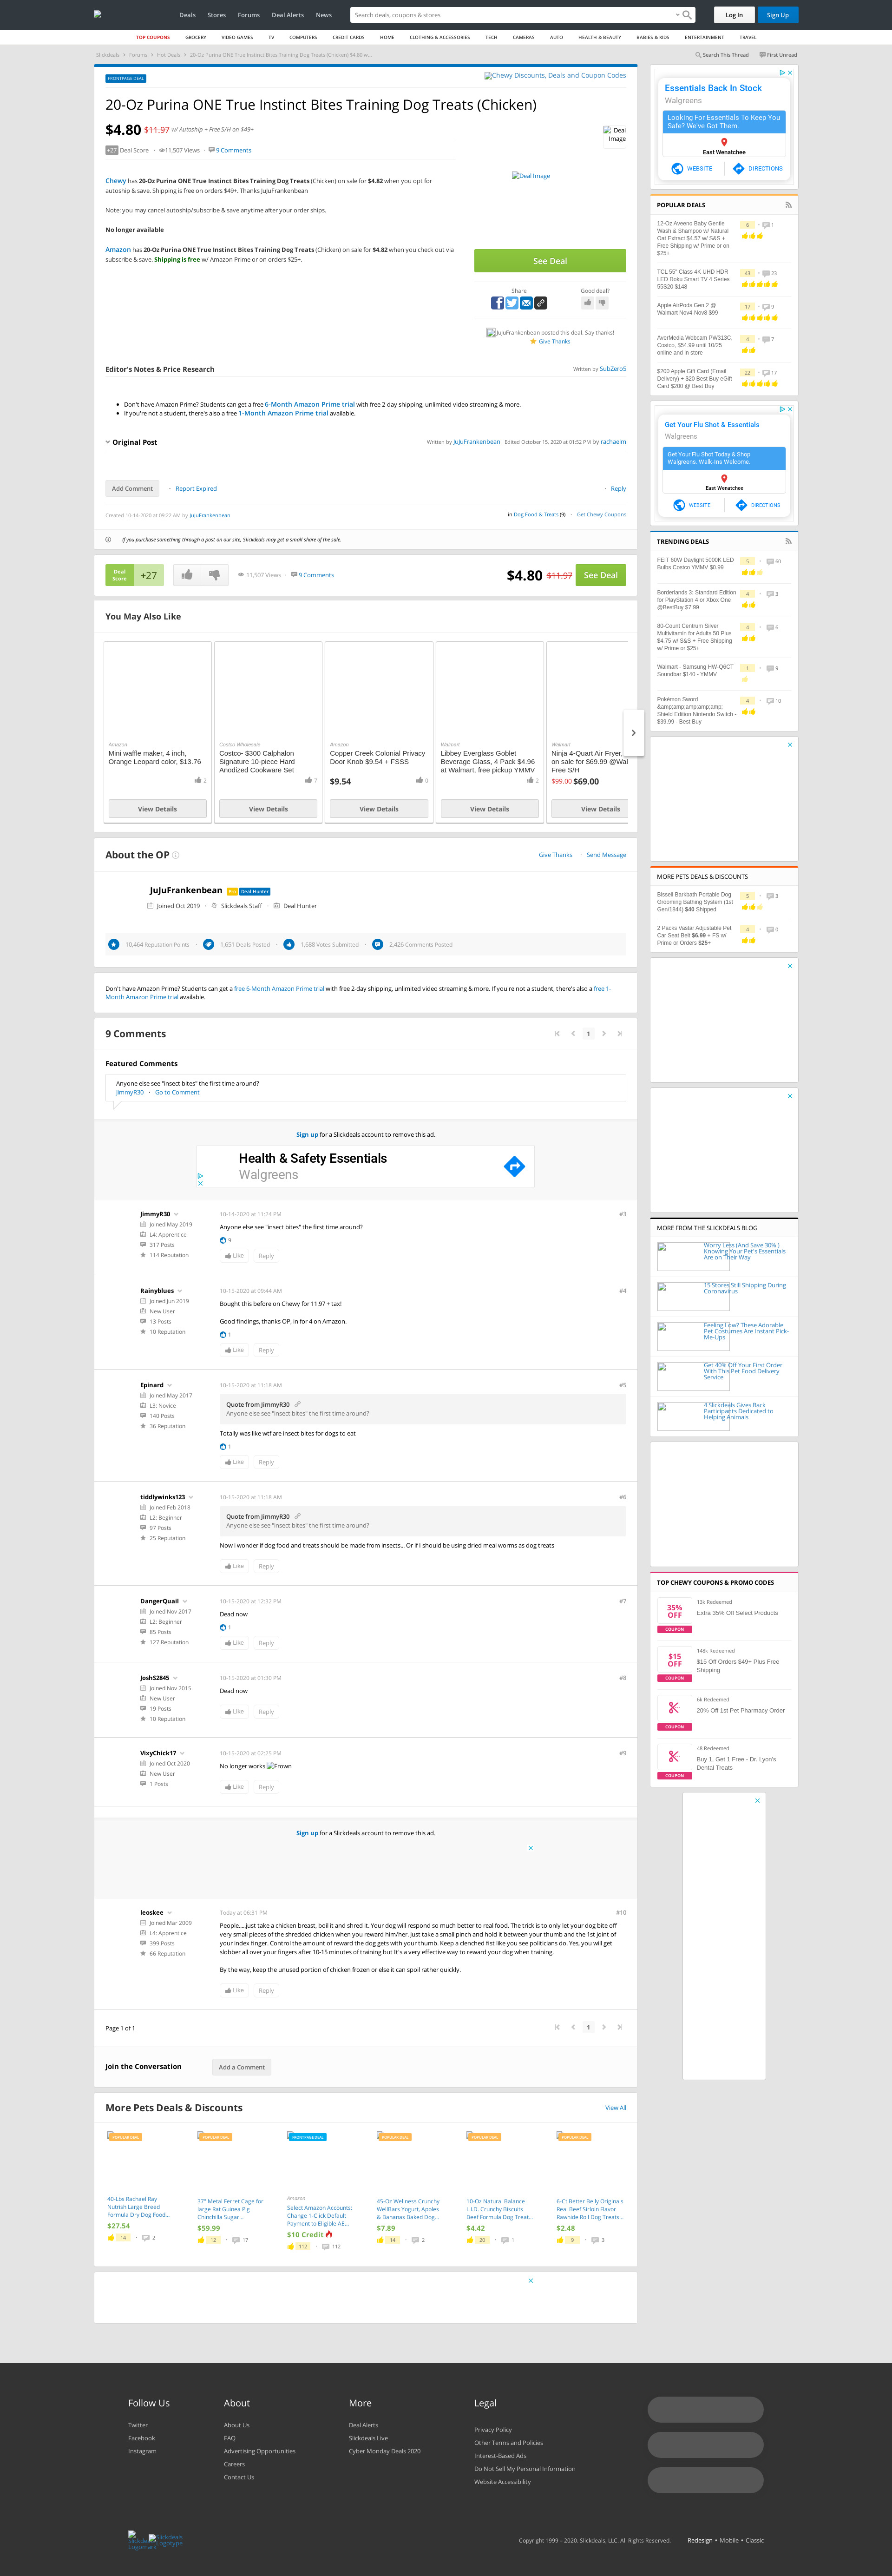 Deals Stores Forums Deal Alerts News
Search deals, coupons & stores
Log In
Sign Up
TOP COUPONS GROCERY VIDEO GAMES TV COMPUTERS CREDIT CARDS HOME CLOTHING & ACCESSORIES TECH CAMERAS AUTO HEALTH & BEAUTY BABIES & KIDS ENTERTAINMENT TRAVEL
Slickdeals > Forums > Hot Deals > 20-Oz Purina ONE True Instinct Bites Training Dog Treats (Chicken) $4.80 w...
Search This Thread First Unread
FRONTPAGE DEAL
Chewy Discounts, Deals and Coupon Codes
20-Oz Purina ONE True Instinct Bites Training Dog Treats (Chicken)
$4.80 $11.97 w/ Autoship + Free S/H on $49+
Deal Image
+27 Deal Score 11,507 Views 9 Comments
Chewy has 20-Oz Purina ONE True Instinct Bites Training Dog Treats (Chicken) on sale for $4.82 when you opt for autoship & save. Shipping is free on orders $49+. Thanks JuJuFrankenbean
Deal Image
Note: you may cancel autoship/subscribe & save anytime after your order ships.
No longer available
Amazon has 20-Oz Purina ONE True Instinct Bites Training Dog Treats (Chicken) on sale for $4.82 when you check out via subscribe & save. Shipping is free w/ Amazon Prime or on orders $25+.
See Deal
Share Good deal?
JuJuFrankenbean posted this deal. Say thanks!
Give Thanks
Editor's Notes & Price Research
Written by SubZero5
Don't have Amazon Prime? Students can get a free 6-Month Amazon Prime trial with free 2-day shipping, unlimited video streaming & more.
If you're not a student, there's also a free 1-Month Amazon Prime trial available.
Original Post
Written by JuJuFrankenbean Edited October 15, 2020 at 01:52 PM by rachaelm
Add Comment
Report Expired
Reply
Created 10-14-2020 at 09:22 AM by JuJuFrankenbean
in Dog Food & Treats (9) Get Chewy Coupons
If you purchase something through a post on our site, Slickdeals may get a small share of the sale.
Deal Score +27
11,507 Views 9 Comments
$4.80 $11.97 See Deal
You May Also Like
Amazon
Mini waffle maker, 4 inch, Orange Leopard color, $13.76
2
View Details
Costco Wholesale
Costco- $300 Calphalon Signature 10-piece Hard Anodized Cookware Set
7
View Details
Amazon
Copper Creek Colonial Privacy Door Knob $9.54 + FSSS
$9.54
0
View Details
Walmart
Libbey Everglass Goblet Beverage Glass, 4 Pack $4.96 at Walmart, free pickup YMMV
2
View Details
Walmart
Ninja 4-Quart Air Fryer, on sale for $69.99 @Wal Free S/H
$99.00 $69.00
View Details
About the OP
Give Thanks Send Message
JuJuFrankenbean Pro Deal Hunter
Joined Oct 2019 Slickdeals Staff Deal Hunter
10,464 Reputation Points 1,651 Deals Posted 1,688 Votes Submitted 2,426 Comments Posted
Don't have Amazon Prime? Students can get a free 6-Month Amazon Prime trial with free 2-day shipping, unlimited video streaming & more. If you're not a student, there's also a free 1-Month Amazon Prime trial available.
9 Comments
1
Featured Comments
Anyone else see "insect bites" the first time around?
JimmyR30 Go to Comment
Sign up for a Slickdeals account to remove this ad.
Health & Safety Essentials
Walgreens
JimmyR30
Joined May 2019
L4: Apprentice
317 Posts
114 Reputation
10-14-2020 at 11:24 PM
#3
Anyone else see "insect bites" the first time around?
9
Like Reply
Rainyblues
Joined Jun 2019
New User
13 Posts
10 Reputation
10-15-2020 at 09:44 AM
#4
Bought this before on Chewy for 11.97 + tax!
Good findings, thanks OP, in for 4 on Amazon.
1
Like Reply
Epinard
Joined May 2017
L3: Novice
140 Posts
36 Reputation
10-15-2020 at 11:18 AM
#5
Quote from JimmyR30
Anyone else see "insect bites" the first time around?
Totally was like wtf are insect bites for dogs to eat
1
Like Reply
tiddlywinks123
Joined Feb 2018
L2: Beginner
97 Posts
25 Reputation
10-15-2020 at 11:18 AM
#6
Quote from JimmyR30
Anyone else see "insect bites" the first time around?
Now i wonder if dog food and treats should be made from insects... Or if I should be using dried meal worms as dog treats
Like Reply
DangerQuail
Joined Nov 2017
L2: Beginner
85 Posts
127 Reputation
10-15-2020 at 12:32 PM
#7
Dead now
1
Like Reply
JoshS2845
Joined Nov 2015
New User
19 Posts
10 Reputation
10-15-2020 at 01:30 PM
#8
Dead now
Like Reply
VixyChick17
Joined Oct 2020
New User
1 Posts
10-15-2020 at 02:25 PM
#9
No longer works Frown
Like Reply
Sign up for a Slickdeals account to remove this ad.
leoskee
Joined Mar 2009
L4: Apprentice
399 Posts
66 Reputation
Today at 06:31 PM
#10
People.....just take a chicken breast, boil it and shred it. Your dog will respond so much better to real food. The trick is to only let your dog bite off very small pieces of the shredded chicken when you reward him/her. Just take a small pinch and hold it between your thumb and the 1st joint of your index finger. Control the amount of reward the dog gets with your thumb. Keep a clenched fist like you see politicians do. Yes, you will get slobber all over your fingers after 10-15 minutes of training but It's a very effective and much healthier way to reward your dog when training.
By the way, keep the unused portion of chicken frozen or else it can spoil rather quickly.
Like Reply
Page 1 of 1
1
Join the Conversation
Add a Comment
More Pets Deals & Discounts
View All
POPULAR DEAL
40-Lbs Rachael Ray Nutrish Large Breed Formula Dry Dog Food...
$27.54
14 2
POPULAR DEAL
37" Metal Ferret Cage for large Rat Guinea Pig Chinchilla Sugar...
$59.99
12 17
FRONTPAGE DEAL
Amazon
Select Amazon Accounts: Change 1-Click Default Payment to Eligible AE...
$10 Credit
112 112
POPULAR DEAL
45-Oz Wellness Crunchy WellBars Yogurt, Apples & Bananas Baked Dog...
$7.89
14 2
POPULAR DEAL
10-Oz Natural Balance L.I.D. Crunchy Biscuits Beef Formula Dog Treat...
$4.42
20 1
POPULAR DEAL
6-Ct Better Belly Originals Real Beef Sirloin Flavor Rawhide Roll Dog Treats...
$2.48
9 3
Essentials Back In Stock
Walgreens
Looking For Essentials To Keep You Safe? We've Got Them.
East Wenatchee
WEBSITE DIRECTIONS
POPULAR DEALS
12-Oz Aveeno Baby Gentle Wash & Shampoo w/ Natural Oat Extract $4.57 w/ S&S + Free Shipping w/ Prime or on $25+
6 1
TCL 55" Class 4K UHD HDR LED Roku Smart TV 4 Series 55S20 $148
43 23
Apple AirPods Gen 2 @ Walmart Nov4-Nov8 $99
17 9
AverMedia Webcam PW313C, Costco, $54.99 until 10/25 online and in store
4 7
$200 Apple Gift Card (Email Delivery) + $20 Best Buy eGift Card $200 @ Best Buy
22 17
Get Your Flu Shot & Essentials
Walgreens
Get Your Flu Shot Today & Shop Walgreens. Walk-Ins Welcome.
East Wenatchee
WEBSITE DIRECTIONS
TRENDING DEALS
FEIT 60W Daylight 5000K LED Bulbs Costco YMMV $0.99
5 60
Borderlands 3: Standard Edition for PlayStation 4 or Xbox One @BestBuy $7.99
4 3
80-Count Centrum Silver Multivitamin for Adults 50 Plus $4.75 w/ S&S + Free Shipping w/ Prime or $25+
4 6
Walmart - Samsung HW-Q6CT Soundbar $140 - YMMV
1 9
Pokémon Sword &amp;amp;amp;amp;amp; Shield Edition Nintendo Switch - $39.99 - Best Buy
4 10
MORE PETS DEALS & DISCOUNTS
Bissell Barkbath Portable Dog Grooming Bathing System (1st Gen/1844) $40 Shipped
5 3
2 Packs Vastar Adjustable Pet Car Seat Belt $6.99 + FS w/ Prime or Orders $25+
4 0
MORE FROM THE SLICKDEALS BLOG
Worry Less (And Save 30% ) Knowing Your Pet's Essentials Are on Their Way
15 Stores Still Shipping During Coronavirus
Feeling Low? These Adorable Pet Costumes Are Instant Pick-Me-Ups
Get 40% Off Your First Order With This Pet Food Delivery Service
4 Slickdeals Gives Back Participants Dedicated to Helping Animals
TOP CHEWY COUPONS & PROMO CODES
35% OFF COUPON
13k Redeemed
Extra 35% Off Select Products
$15 OFF COUPON
148k Redeemed
$15 Off Orders $49+ Plus Free Shipping
COUPON
6k Redeemed
20% Off 1st Pet Pharmacy Order
COUPON
48 Redeemed
Buy 1, Get 1 Free - Dr. Lyon's Dental Treats
Follow Us
Twitter
Facebook
Instagram
About
About Us
FAQ
Advertising Opportunities
Careers
Contact Us
More
Deal Alerts
Slickdeals Live
Cyber Monday Deals 2020
Legal
Privacy Policy
Other Terms and Policies
Interest-Based Ads
Do Not Sell My Personal Information
Website Accessibility
Slickdeals Logomark Slickdeals Logotype
Copyright 1999 - 2020. Slickdeals, LLC. All Rights Reserved. Redesign • Mobile • Classic